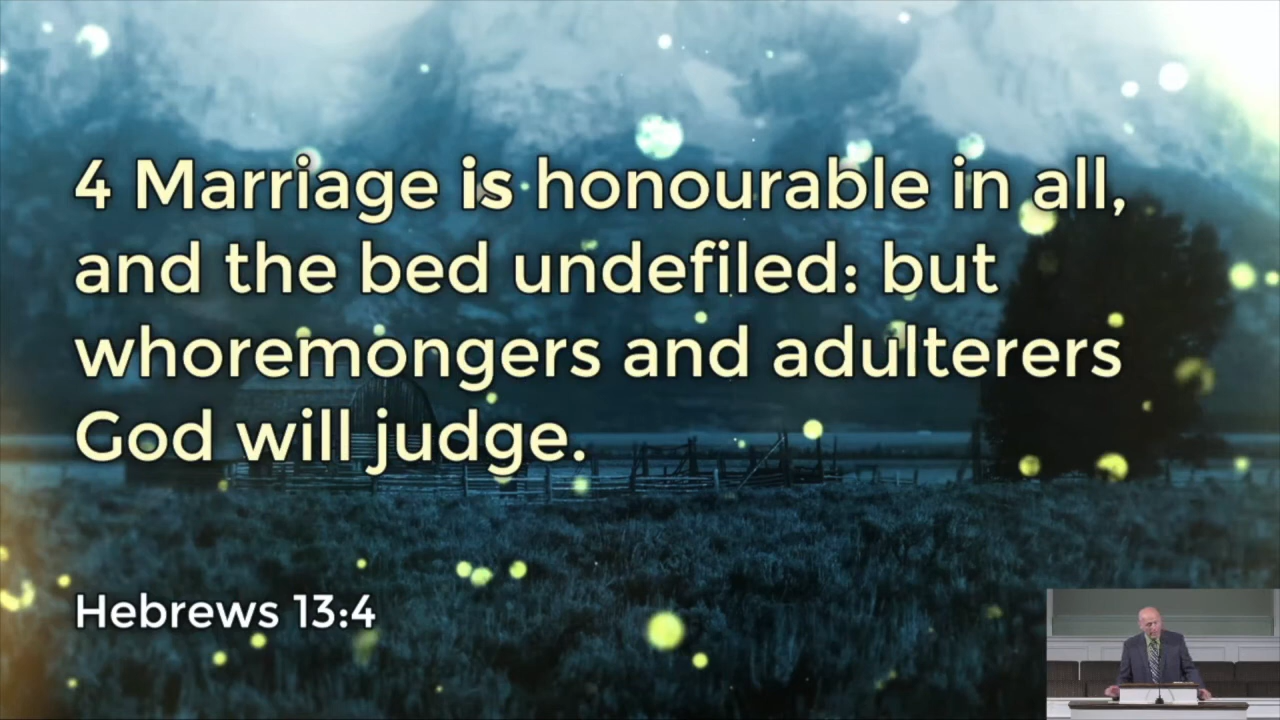 4 Marriage is honourable in all,
and the bed undefiled: but
whoremongers and adulterers
God will judge.
Hebrews 13:4